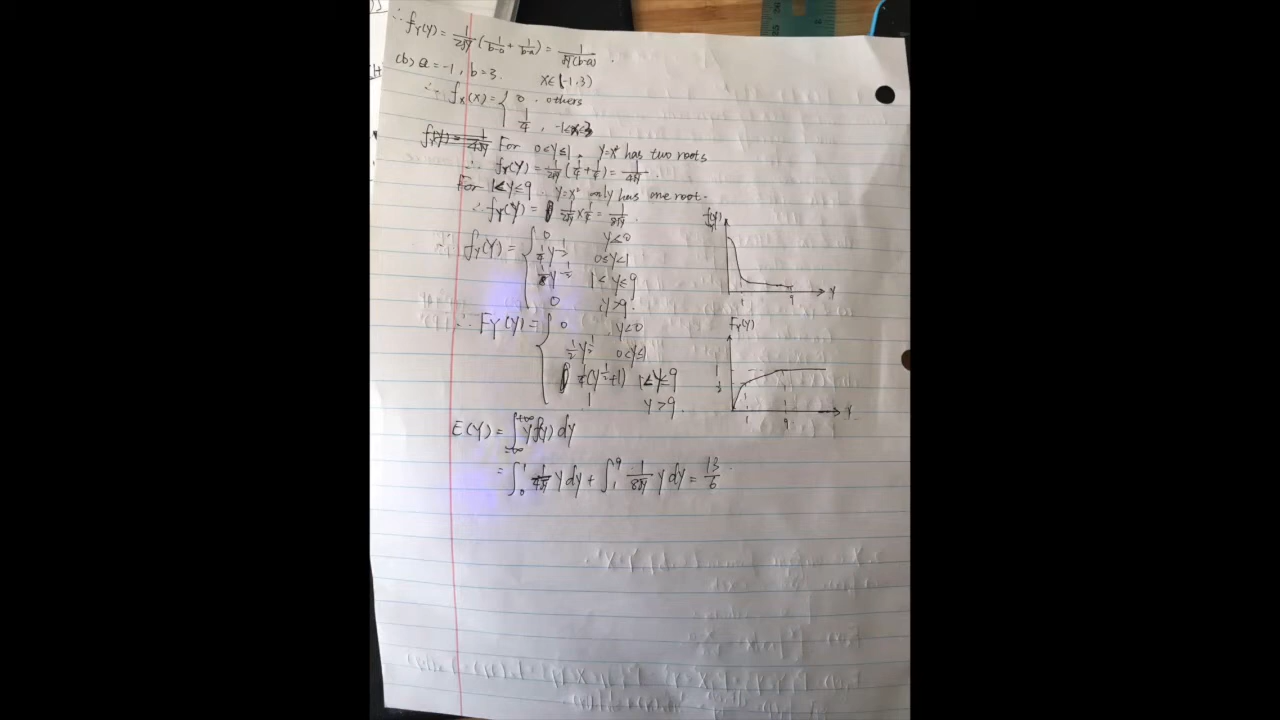 ∴ f_Y(Y) = 1/(2√Y) (1/(b-a) + 1/(b-a)) = 1/(√Y(b-a)) .
(b) a = -1, b = 3. x∈(-1,3)
∴ f_X(X) = { 0 , others
1/4 , -1<x<3
f_Y(Y) = 1/(4√Y) For 0<Y≤1, Y=X² has two roots
∴ f_Y(Y) = 1/(2√Y) (1/4 + 1/4) = 1/(4√Y) .
For 1<Y≤9 Y=X² only has one root.
∴ f_Y(Y) = 1/(2√Y) × 1/4 = 1/(8√Y) .
∴ f_Y(Y) = { 0 Y<0
1/4 Y^(-1/2) 0≤Y<1
1/8 Y^(-1/2) 1<Y≤9
0 Y>9.
f_Y(Y)
1 9 Y
∴ F_Y(Y) = { 0 Y<0
1/2 Y^(1/2) 0<Y≤1
1/4 (Y^(1/2)+1) 1<Y≤9
1 Y>9.
F_Y(Y)
1
1 9 Y
E(Y) = ∫_{-∞}^{+∞} Y f(Y) dY
= ∫_0^1 1/(4√Y) Y dy + ∫_1^9 1/(8√Y) Y dY = 13/6 .